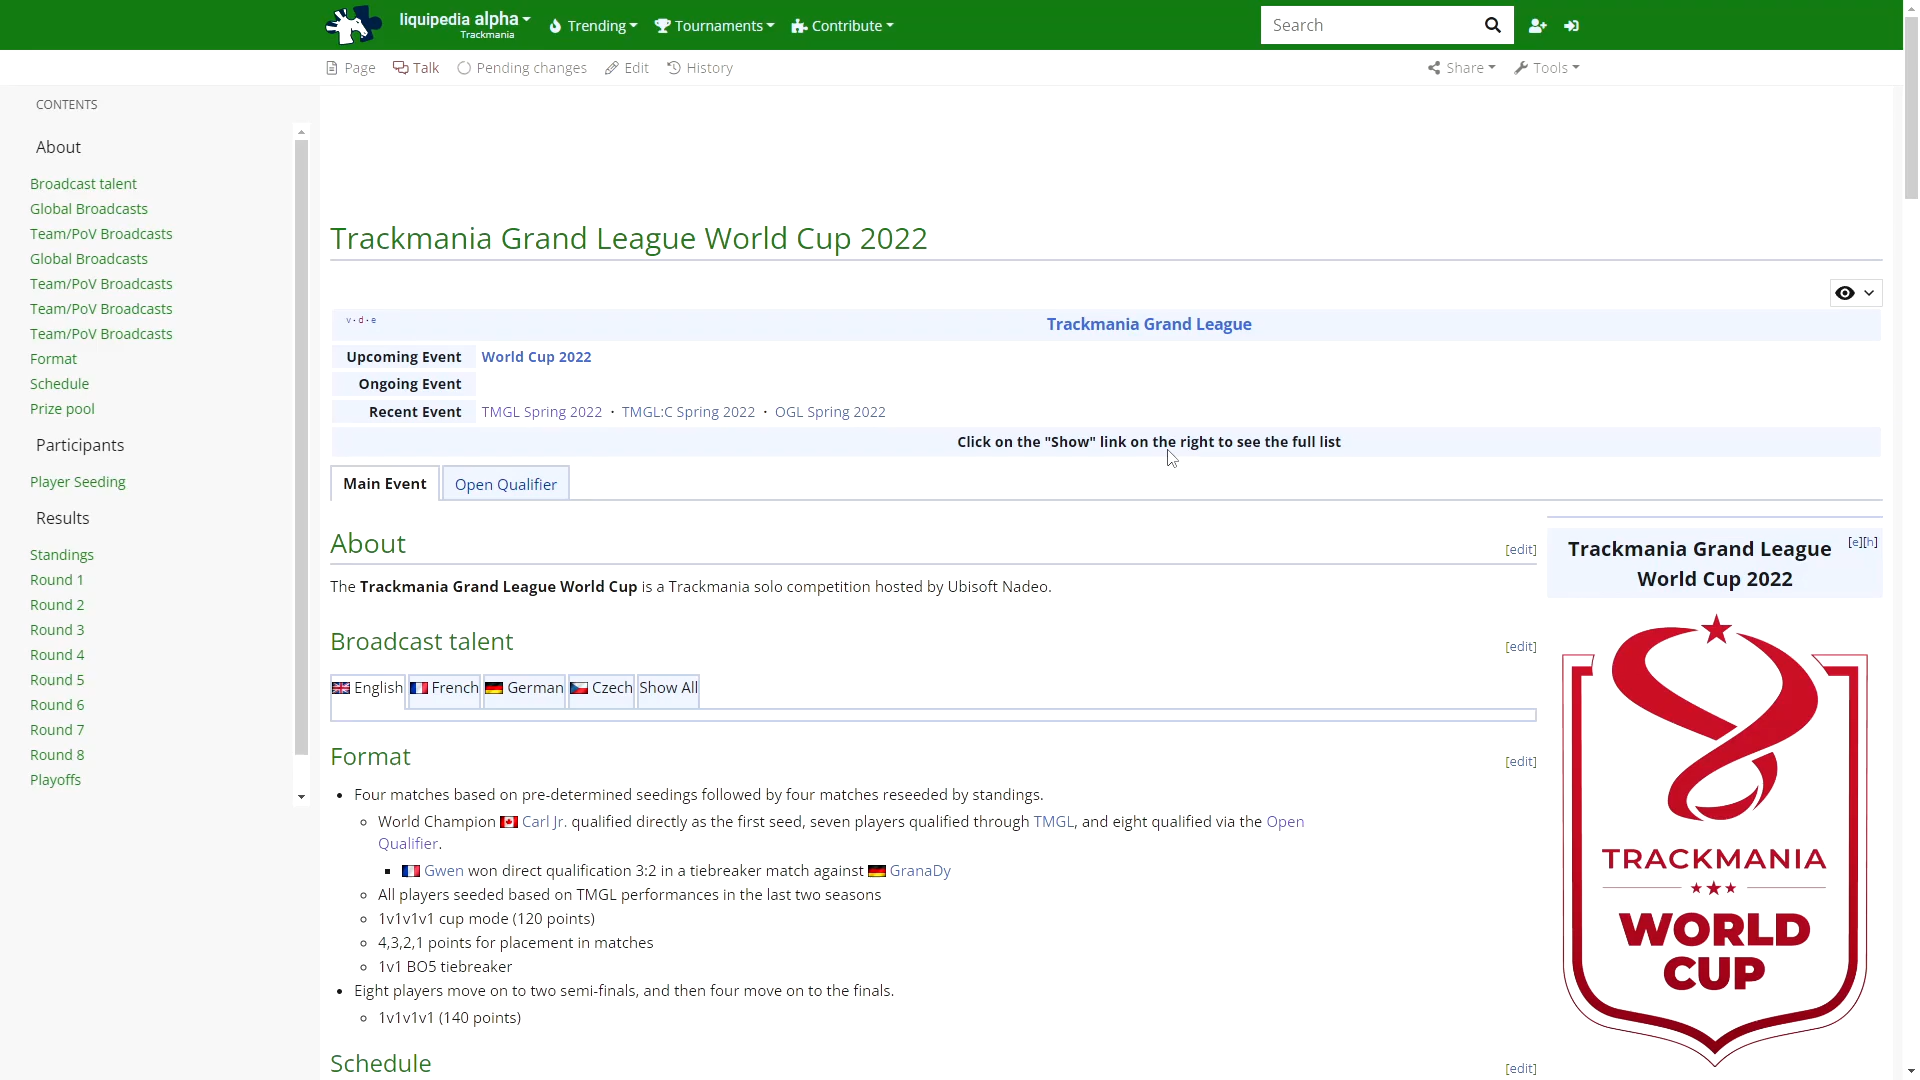 liquipedia alpha
Trackmania
Trending
Tournaments
Contribute
Search
Page
Talk
Pending changes
Edit
History
Share
Tools
CONTENTS
About
Broadcast talent
Global Broadcasts
Team/PoV Broadcasts
Global Broadcasts
Team/PoV Broadcasts
Team/PoV Broadcasts
Team/PoV Broadcasts
Format
Schedule
Prize pool
Participants
Player Seeding
Results
Standings
Round 1
Round 2
Round 3
Round 4
Round 5
Round 6
Round 7
Round 8
Playoffs
Trackmania Grand League World Cup 2022
v · d · e
Trackmania Grand League
Upcoming Event World Cup 2022
Ongoing Event
Recent Event TMGL Spring 2022 · TMGL:C Spring 2022 · OGL Spring 2022
Click on the "Show" link on the right to see the full list
Main Event
Open Qualifier
About
[edit]
The Trackmania Grand League World Cup is a Trackmania solo competition hosted by Ubisoft Nadeo.
Broadcast talent
[edit]
English
French
German
Czech
Show All
Format
[edit]
• Four matches based on pre-determined seedings followed by four matches reseeded by standings.
World Champion Carl Jr. qualified directly as the first seed, seven players qualified through TMGL, and eight qualified via the Open
Qualifier.
Gwen won direct qualification 3:2 in a tiebreaker match against GranaDy
All players seeded based on TMGL performances in the last two seasons
1v1v1v1 cup mode (120 points)
4,3,2,1 points for placement in matches
1v1 BO5 tiebreaker
• Eight players move on to two semi-finals, and then four move on to the finals.
1v1v1v1 (140 points)
Schedule
[edit]
Trackmania Grand League
World Cup 2022
[e][h]
TRACKMANIA
WORLD
CUP